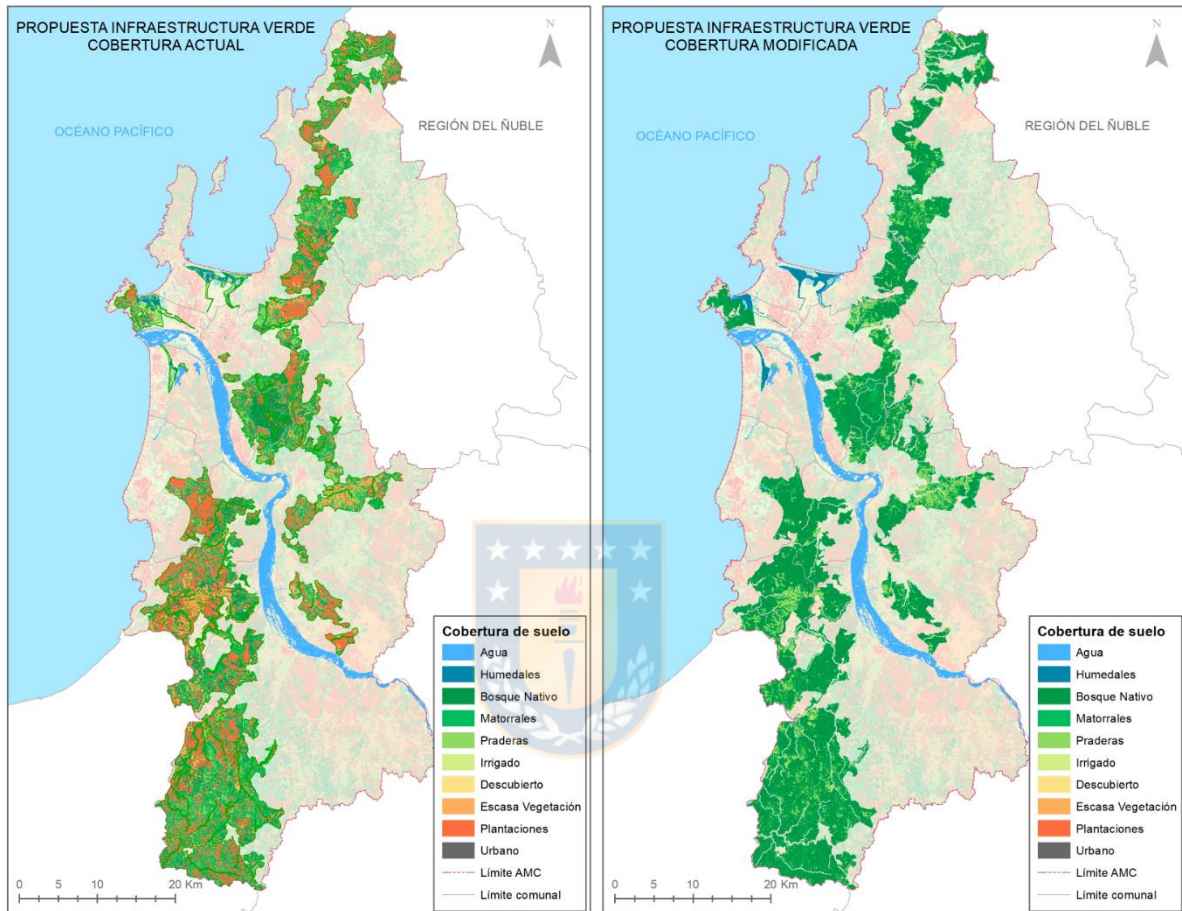 PROPUESTA INFRAESTRUCTURA VERDE
COBERTURA ACTUAL
N
OCÉANO PACÍFICO
REGIÓN DEL ÑUBLE
Cobertura de suelo
Agua
Humedales
Bosque Nativo
Matorrales
Praderas
Irrigado
Descubierto
Escasa Vegetación
Plantaciones
Urbano
Límite AMC
Límite comunal
0 5 10 20 Km
PROPUESTA INFRAESTRUCTURA VERDE
COBERTURA MODIFICADA
N
OCÉANO PACÍFICO
REGIÓN DEL ÑUBLE
Cobertura de suelo
Agua
Humedales
Bosque Nativo
Matorrales
Praderas
Irrigado
Descubierto
Escasa Vegetación
Plantaciones
Urbano
Límite AMC
Límite comunal
0 5 10 20 Km